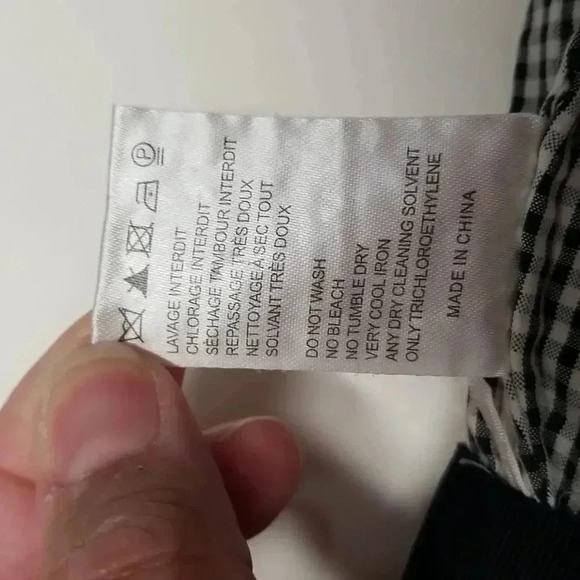 LAVAGE INTERDIT
CHLORAGE INTERDIT
SÈCHAGE TAMBOUR INTERDIT
REPASSAGE TRÈS DOUX
NETTOYAGE A SEC TOUT
SOLVANT TRÈS DOUX
DO NOT WASH
NO BLEACH
NO TUMBLE DRY
VERY COOL IRON
ANY DRY CLEANING SOLVENT
ONLY TRICHLOROETHYLENE
MADE IN CHINA
P